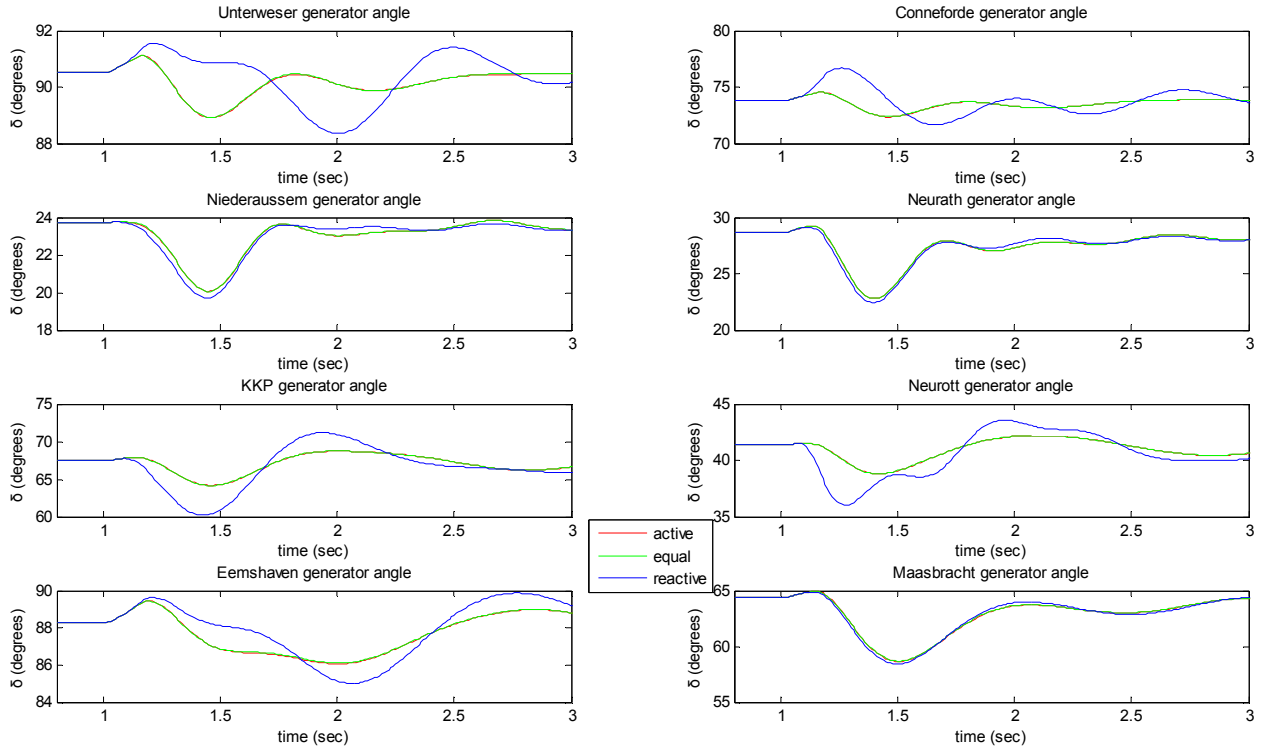 Unterweser generator angle
δ (degrees)
92
90
88
1
1.5
2
2.5
3
time (sec)
Conneforde generator angle
δ (degrees)
80
75
70
1
1.5
2
2.5
3
time (sec)
Niederaussem generator angle
δ (degrees)
24
22
20
18
1
1.5
2
2.5
3
time (sec)
Neurath generator angle
δ (degrees)
30
25
20
1
1.5
2
2.5
3
time (sec)
KKP generator angle
δ (degrees)
75
70
65
60
1
1.5
2
2.5
3
time (sec)
Neurott generator angle
δ (degrees)
45
40
35
1
1.5
2
2.5
3
time (sec)
active
equal
reactive
Eemshaven generator angle
δ (degrees)
90
88
86
84
1
1.5
2
2.5
3
time (sec)
Maasbracht generator angle
δ (degrees)
65
60
55
1
1.5
2
2.5
3
time (sec)